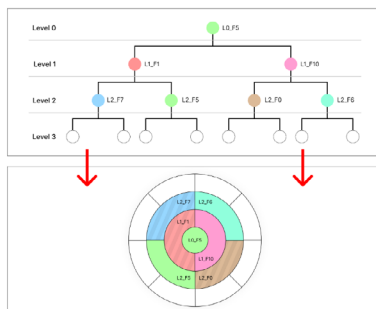 Level 0
L0_F5
Level 1
L1_F1
L1_F10
Level 2
L2_F7
L2_F5
L2_F0
L2_F6
Level 3
L2_F7
L2_F6
L1_F1
L0_F5
L1_F10
L2_F5
L2_F0